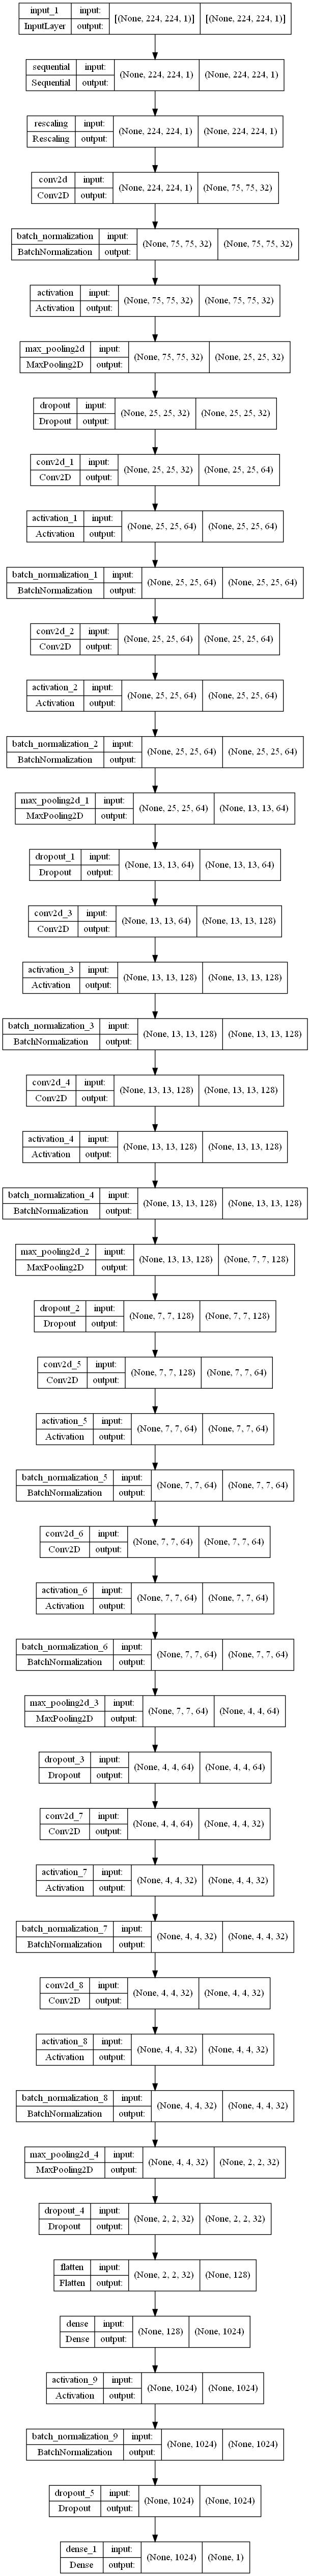 input_1 input: [(None, 224, 224, 1)] [(None, 224, 224, 1)]
InputLayer output:
sequential input: (None, 224, 224, 1) (None, 224, 224, 1)
Sequential output:
rescaling input: (None, 224, 224, 1) (None, 224, 224, 1)
Rescaling output:
conv2d input: (None, 224, 224, 1) (None, 75, 75, 32)
Conv2D output:
batch_normalization input: (None, 75, 75, 32) (None, 75, 75, 32)
BatchNormalization output:
activation input: (None, 75, 75, 32) (None, 75, 75, 32)
Activation output:
max_pooling2d input: (None, 75, 75, 32) (None, 25, 25, 32)
MaxPooling2D output:
dropout input: (None, 25, 25, 32) (None, 25, 25, 32)
Dropout output:
conv2d_1 input: (None, 25, 25, 32) (None, 25, 25, 64)
Conv2D output:
activation_1 input: (None, 25, 25, 64) (None, 25, 25, 64)
Activation output:
batch_normalization_1 input: (None, 25, 25, 64) (None, 25, 25, 64)
BatchNormalization output:
conv2d_2 input: (None, 25, 25, 64) (None, 25, 25, 64)
Conv2D output:
activation_2 input: (None, 25, 25, 64) (None, 25, 25, 64)
Activation output:
batch_normalization_2 input: (None, 25, 25, 64) (None, 25, 25, 64)
BatchNormalization output:
max_pooling2d_1 input: (None, 25, 25, 64) (None, 13, 13, 64)
MaxPooling2D output:
dropout_1 input: (None, 13, 13, 64) (None, 13, 13, 64)
Dropout output:
conv2d_3 input: (None, 13, 13, 64) (None, 13, 13, 128)
Conv2D output:
activation_3 input: (None, 13, 13, 128) (None, 13, 13, 128)
Activation output:
batch_normalization_3 input: (None, 13, 13, 128) (None, 13, 13, 128)
BatchNormalization output:
conv2d_4 input: (None, 13, 13, 128) (None, 13, 13, 128)
Conv2D output:
activation_4 input: (None, 13, 13, 128) (None, 13, 13, 128)
Activation output:
batch_normalization_4 input: (None, 13, 13, 128) (None, 13, 13, 128)
BatchNormalization output:
max_pooling2d_2 input: (None, 13, 13, 128) (None, 7, 7, 128)
MaxPooling2D output:
dropout_2 input: (None, 7, 7, 128) (None, 7, 7, 128)
Dropout output:
conv2d_5 input: (None, 7, 7, 128) (None, 7, 7, 64)
Conv2D output:
activation_5 input: (None, 7, 7, 64) (None, 7, 7, 64)
Activation output:
batch_normalization_5 input: (None, 7, 7, 64) (None, 7, 7, 64)
BatchNormalization output:
conv2d_6 input: (None, 7, 7, 64) (None, 7, 7, 64)
Conv2D output:
activation_6 input: (None, 7, 7, 64) (None, 7, 7, 64)
Activation output:
batch_normalization_6 input: (None, 7, 7, 64) (None, 7, 7, 64)
BatchNormalization output:
max_pooling2d_3 input: (None, 7, 7, 64) (None, 4, 4, 64)
MaxPooling2D output:
dropout_3 input: (None, 4, 4, 64) (None, 4, 4, 64)
Dropout output:
conv2d_7 input: (None, 4, 4, 64) (None, 4, 4, 32)
Conv2D output:
activation_7 input: (None, 4, 4, 32) (None, 4, 4, 32)
Activation output:
batch_normalization_7 input: (None, 4, 4, 32) (None, 4, 4, 32)
BatchNormalization output:
conv2d_8 input: (None, 4, 4, 32) (None, 4, 4, 32)
Conv2D output:
activation_8 input: (None, 4, 4, 32) (None, 4, 4, 32)
Activation output:
batch_normalization_8 input: (None, 4, 4, 32) (None, 4, 4, 32)
BatchNormalization output:
max_pooling2d_4 input: (None, 4, 4, 32) (None, 2, 2, 32)
MaxPooling2D output:
dropout_4 input: (None, 2, 2, 32) (None, 2, 2, 32)
Dropout output:
flatten input: (None, 2, 2, 32) (None, 128)
Flatten output:
dense input: (None, 128) (None, 1024)
Dense output:
activation_9 input: (None, 1024) (None, 1024)
Activation output:
batch_normalization_9 input: (None, 1024) (None, 1024)
BatchNormalization output:
dropout_5 input: (None, 1024) (None, 1024)
Dropout output:
dense_1 input: (None, 1024) (None, 1)
Dense output: